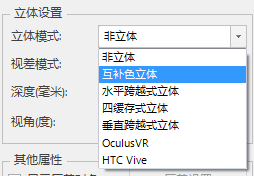 立体设置
立体模式: 非立体
非立体
视差模式:
互补色立体
水平跨越式立体
深度(毫米):
四缓存式立体
视角(度):
垂直跨越式立体
OculusVR
HTC Vive
其他属性